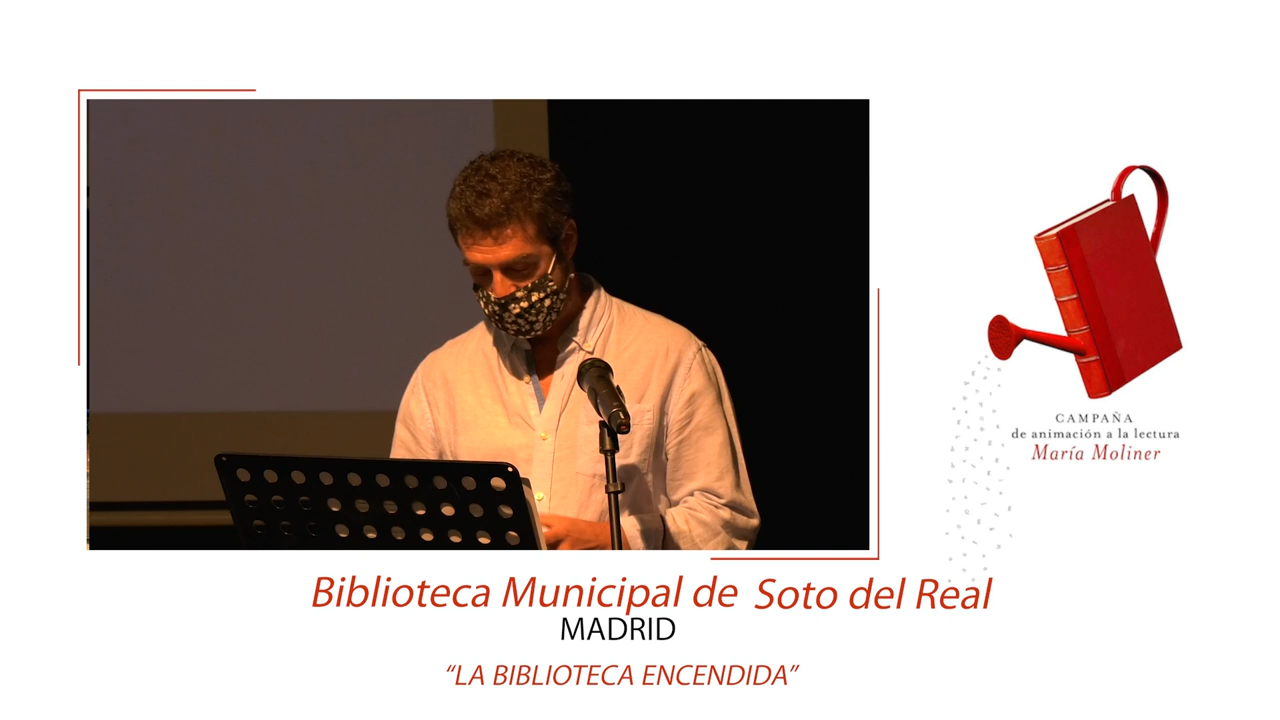 CAMPAÑA
de animación a la lectura
María Moliner
Biblioteca Municipal de Soto del Real
MADRID
“LA BIBLIOTECA ENCENDIDA”